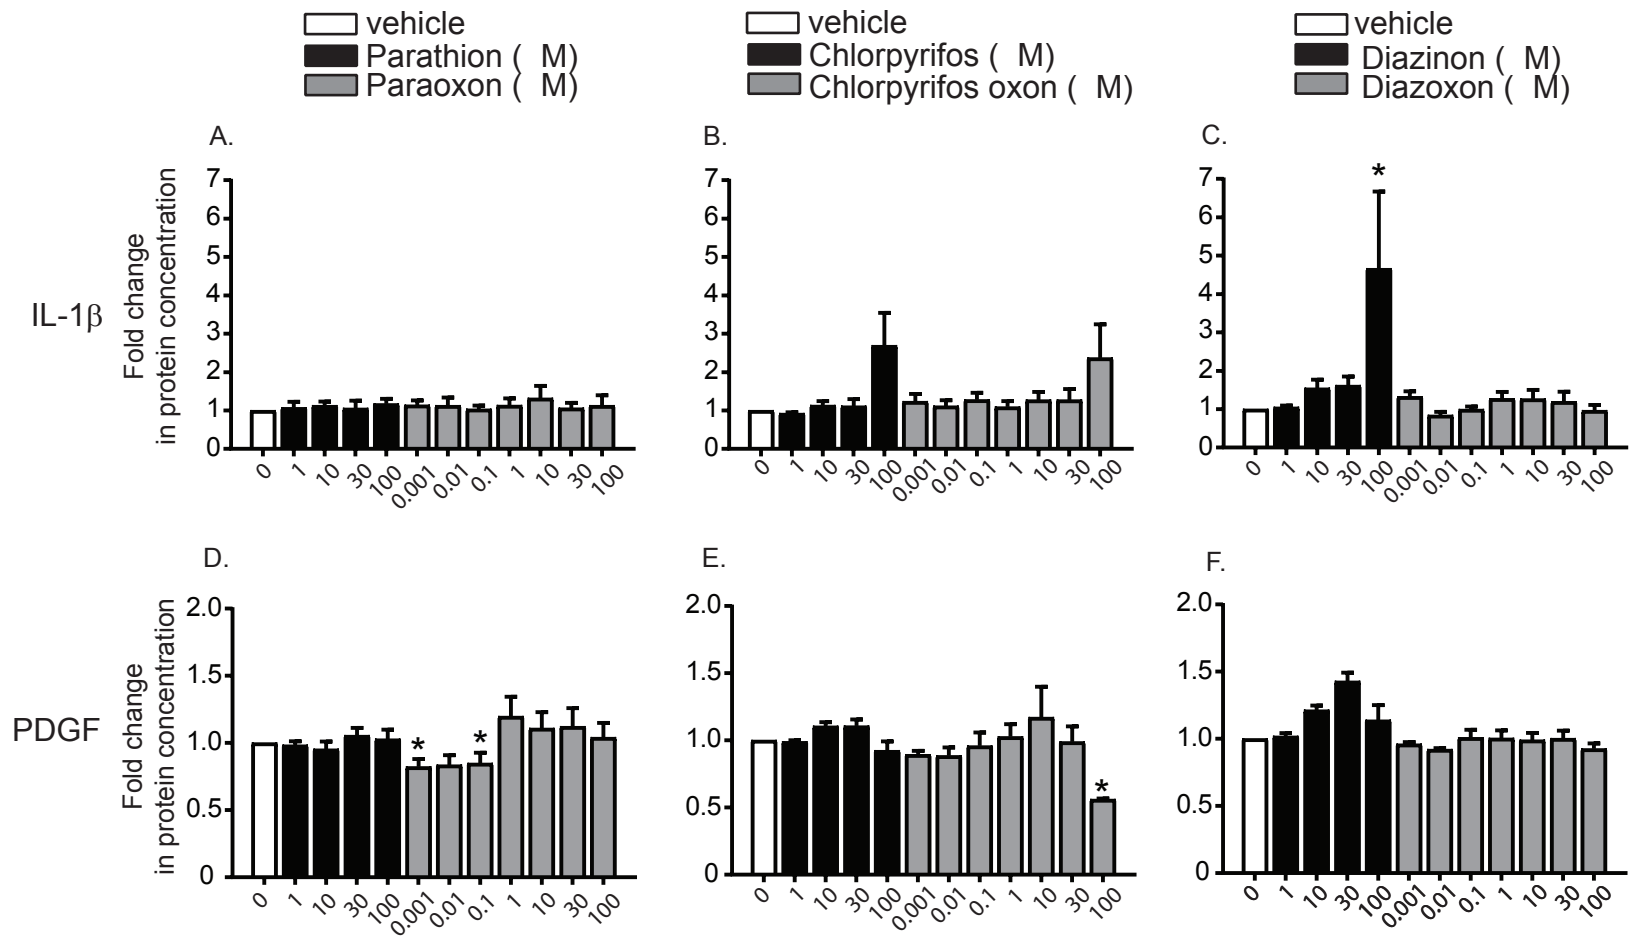 vehicle
Parathion ( M)
Paraoxon ( M)
vehicle
Chlorpyrifos ( M)
Chlorpyrifos oxon ( M)
vehicle
Diazinon ( M)
Diazoxon ( M)
A.
B.
C.
IL-1β
Fold change
in protein concentration
7
6
5
4
3
2
1
0
0 1 10 30 100 0.001 0.01 0.1 1 10 30 100
7
6
5
4
3
2
1
0
0 1 10 30 100 0.001 0.01 0.1 1 10 30 100
*
7
6
5
4
3
2
1
0
0 1 10 30 100 0.001 0.01 0.1 1 10 30 100
D.
E.
F.
PDGF
Fold change
in protein concentration
2.0
1.5
1.0
0.5
0
* *
0 1 10 30 100 0.001 0.01 0.1 1 10 30 100
2.0
1.5
1.0
0.5
0
*
0 1 10 30 100 0.001 0.01 0.1 1 10 30 100
2.0
1.5
1.0
0.5
0
0 1 10 30 100 0.001 0.01 0.1 1 10 30 100